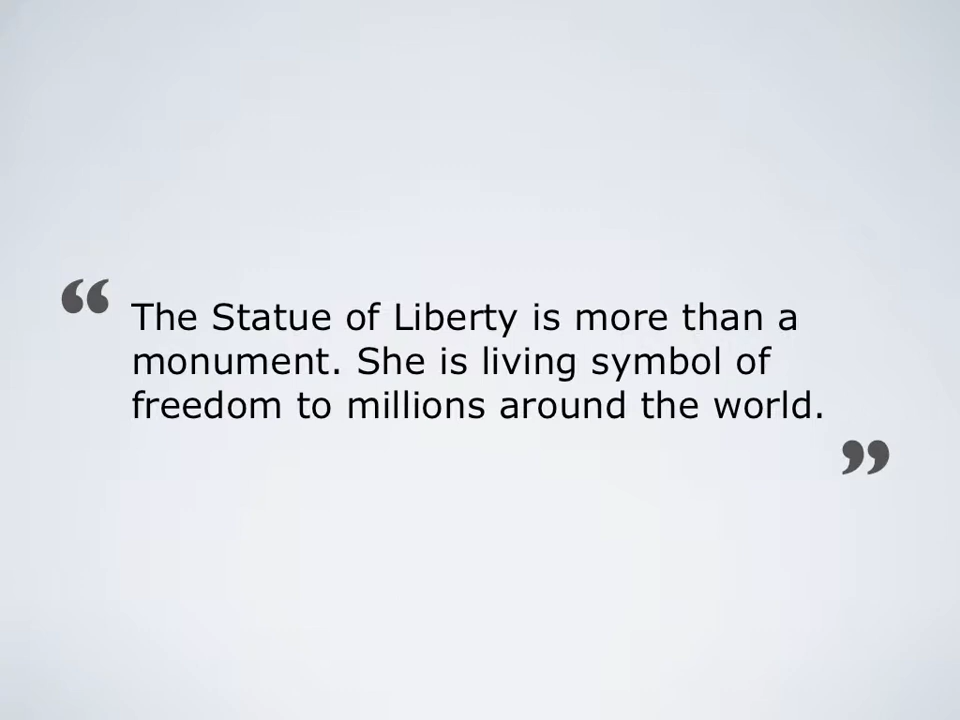 “The Statue of Liberty is more than a
monument. She is living symbol of
freedom to millions around the world.
”